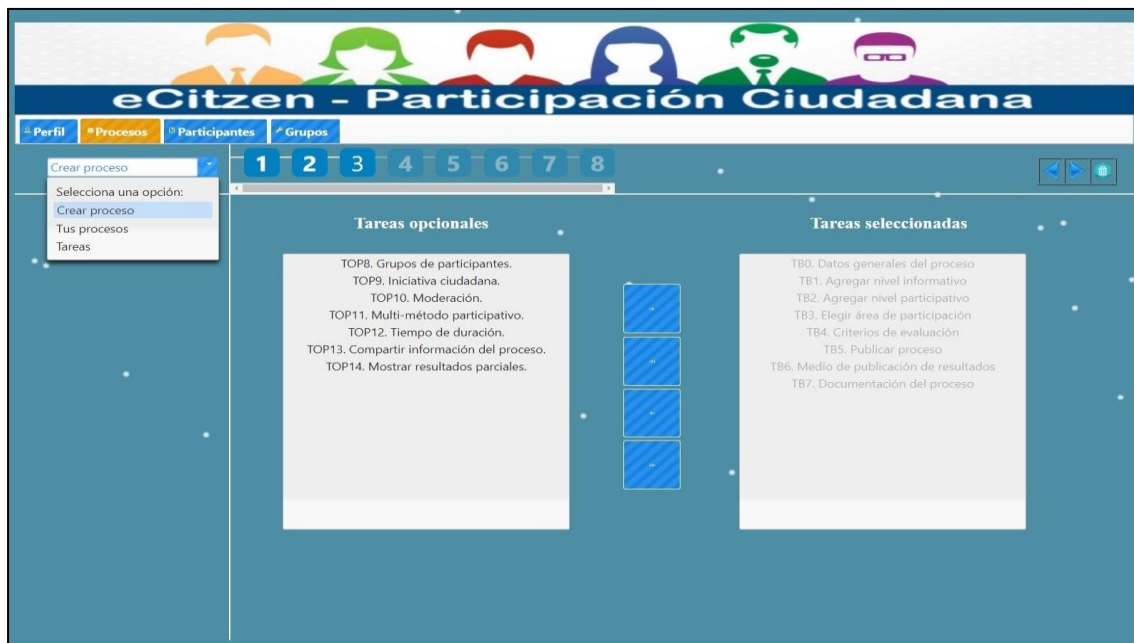 eCitzen - Participación Ciudadana
Perfil
Procesos
Participantes
Grupos
Crear proceso
1 2 3 4 5 6 7 8
Selecciona una opción:
Crear proceso
Tus procesos
Tareas
Tareas opcionales
TOP8. Grupos de participantes.
TOP9. Iniciativa ciudadana.
TOP10. Moderación.
TOP11. Multi-método participativo.
TOP12. Tiempo de duración.
TOP13. Compartir información del proceso.
TOP14. Mostrar resultados parciales.
Tareas seleccionadas
TB0. Datos generales del proceso
TB1. Agregar nivel informativo
TB2. Agregar nivel participativo
TB3. Elegir área de participación
TB4. Criterios de evaluación
TB5. Publicar proceso
TB6. Medio de publicación de resultados
TB7. Documentación del proceso